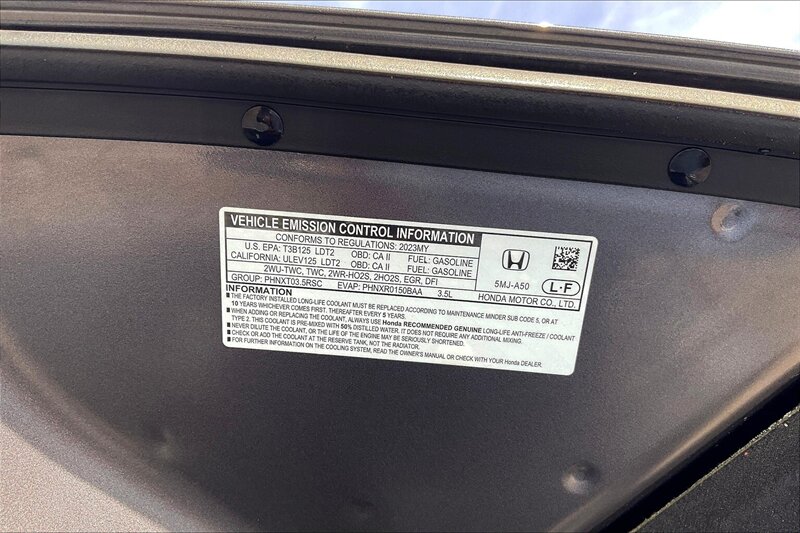 VEHICLE EMISSION CONTROL INFORMATION
CONFORMS TO REGULATIONS: 2023MY
U.S. EPA: T3B125 LDT2 OBD: CA II FUEL: GASOLINE
CALIFORNIA: ULEV125 LDT2 OBD: CA II FUEL: GASOLINE
2WU-TWC, TWC, 2WR-HO2S, 2HO2S, EGR, DFI
GROUP: PHNXT03.5RSC EVAP: PHNXR0150BAA 3.5L
5MJ-A50
L·F
HONDA MOTOR CO., LTD.
INFORMATION
■ THE FACTORY INSTALLED LONG-LIFE COOLANT MUST BE REPLACED ACCORDING TO MAINTENANCE MINDER SUB CODE 5, OR AT
10 YEARS WHICHEVER COMES FIRST. THEREAFTER EVERY 5 YEARS.
■ WHEN ADDING OR REPLACING THE COOLANT, ALWAYS USE Honda RECOMMENDED GENUINE LONG-LIFE ANTI-FREEZE / COOLANT
TYPE 2. THIS COOLANT IS PRE-MIXED WITH 50% DISTILLED WATER. IT DOES NOT REQUIRE ANY ADDITIONAL MIXING.
■ NEVER DILUTE THE COOLANT, OR THE LIFE OF THE ENGINE MAY BE SERIOUSLY SHORTENED.
■ CHECK OR ADD THE COOLANT AT THE RESERVE TANK, NOT THE RADIATOR.
■ FOR FURTHER INFORMATION ON THE COOLING SYSTEM, READ THE OWNER'S MANUAL OR CHECK WITH YOUR Honda DEALER.